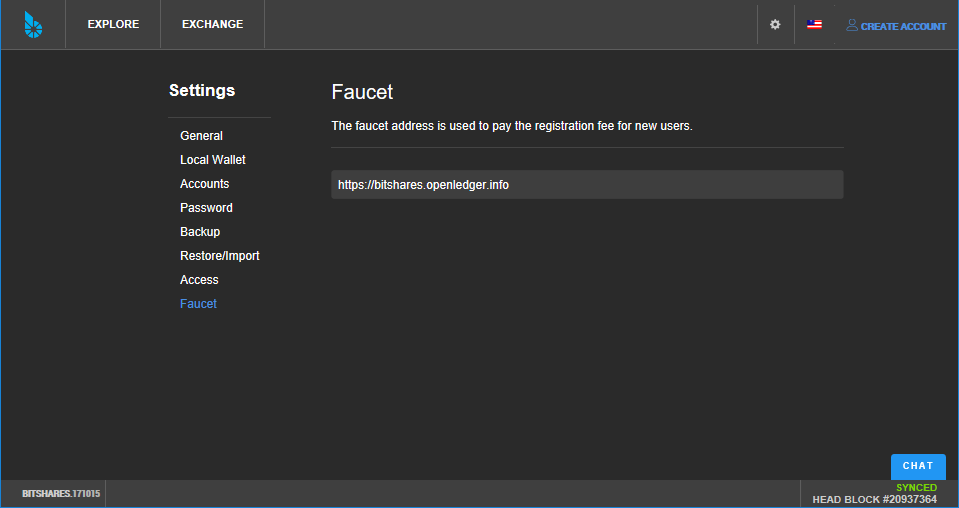 EXPLORE
EXCHANGE
CREATE ACCOUNT
Settings
General
Local Wallet
Accounts
Password
Backup
Restore/Import
Access
Faucet
Faucet
The faucet address is used to pay the registration fee for new users.
https://bitshares.openledger.info
CHAT
BITSHARES.171015
SYNCED
HEAD BLOCK #20937364